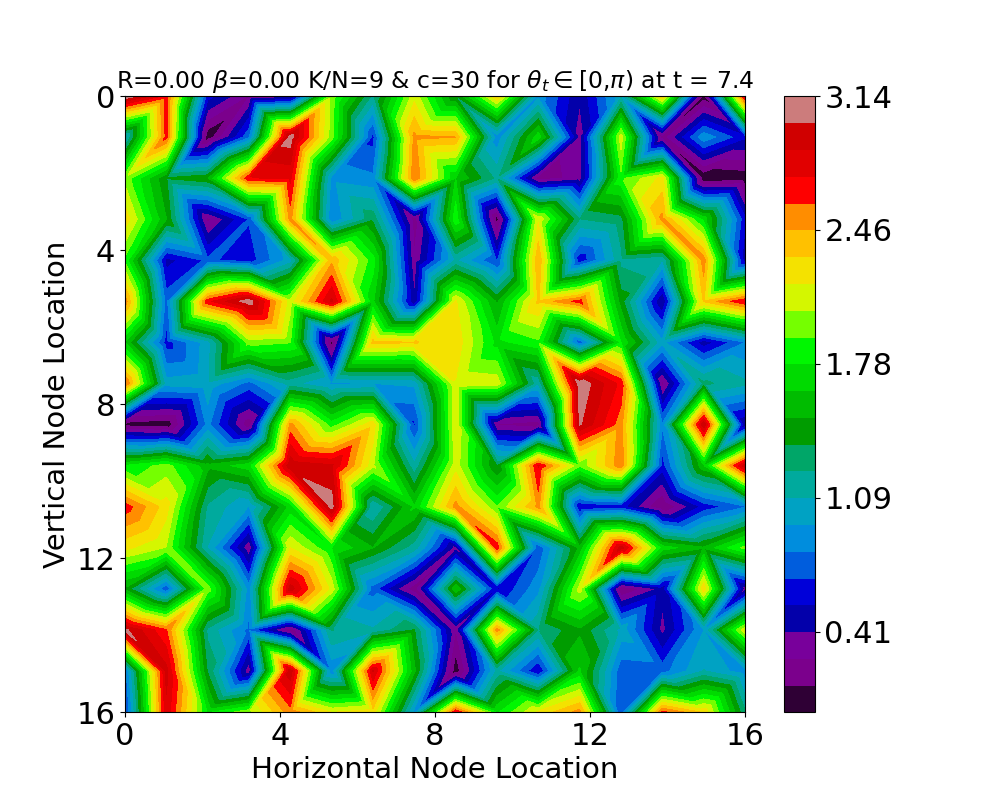 R=0.00 β=0.00 K/N=9 & c=30 for θₜ ∈ [0,π) at t = 7.4
0
4
8
12
16
Vertical Node Location
0 4 8 12 16
Horizontal Node Location
3.14
2.46
1.78
1.09
0.41